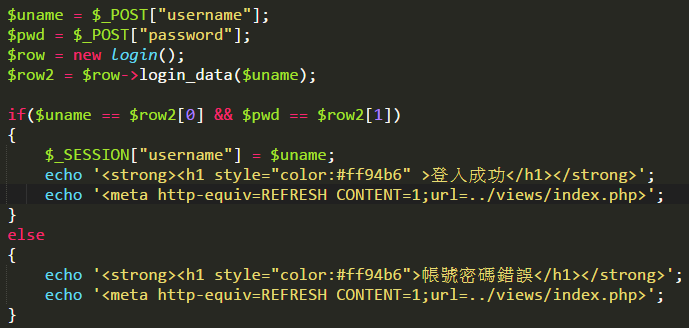 $uname = $_POST["username"];
$pwd = $_POST["password"];
$row = new login();
$row2 = $row->login_data($uname);
if($uname == $row2[0] && $pwd == $row2[1])
{
$_SESSION["username"] = $uname;
echo '<strong><h1 style="color:#ff94b6" >登入成功</h1></strong>';
echo '<meta http-equiv=REFRESH CONTENT=1;url=../views/index.php>';
}
else
{
echo '<strong><h1 style="color:#ff94b6">帳號密碼錯誤</h1></strong>';
echo '<meta http-equiv=REFRESH CONTENT=1;url=../views/index.php>';
}